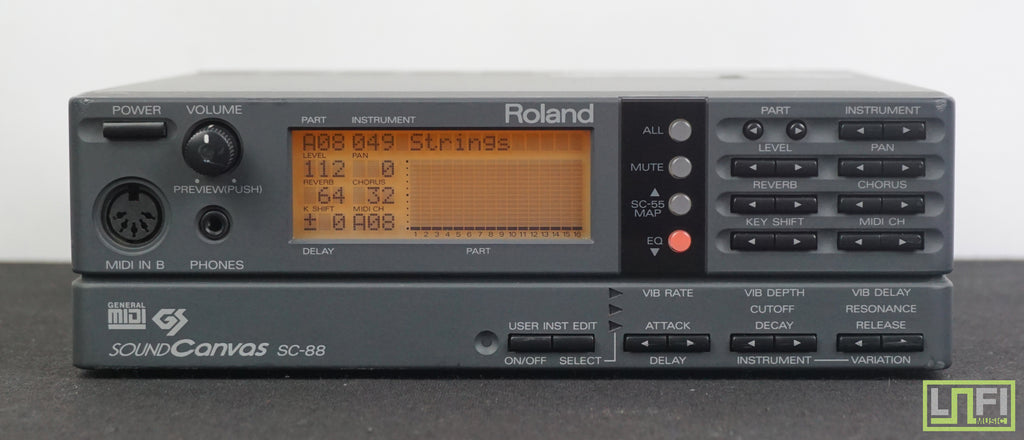 POWER
VOLUME
PREVIEW(PUSH)
MIDI IN B
PHONES
Roland
PART INSTRUMENT
A08 049 Strings
LEVEL PAN
112 0
REVERB CHORUS
64 32
K SHIFT MIDI CH
± 0 A08
1 2 3 4 5 6 7 8 9 10 11 12 13 14 15 16
DELAY
PART
ALL
MUTE
SC-55
MAP
EQ
PART INSTRUMENT
LEVEL PAN
REVERB CHORUS
KEY SHIFT MIDI CH
GENERAL
MIDI GS
SOUND Canvas SC-88
USER INST EDIT
ON/OFF SELECT
VIB RATE VIB DEPTH VIB DELAY
CUTOFF RESONANCE
ATTACK DECAY RELEASE
DELAY INSTRUMENT VARIATION
LNFI
MUSIC